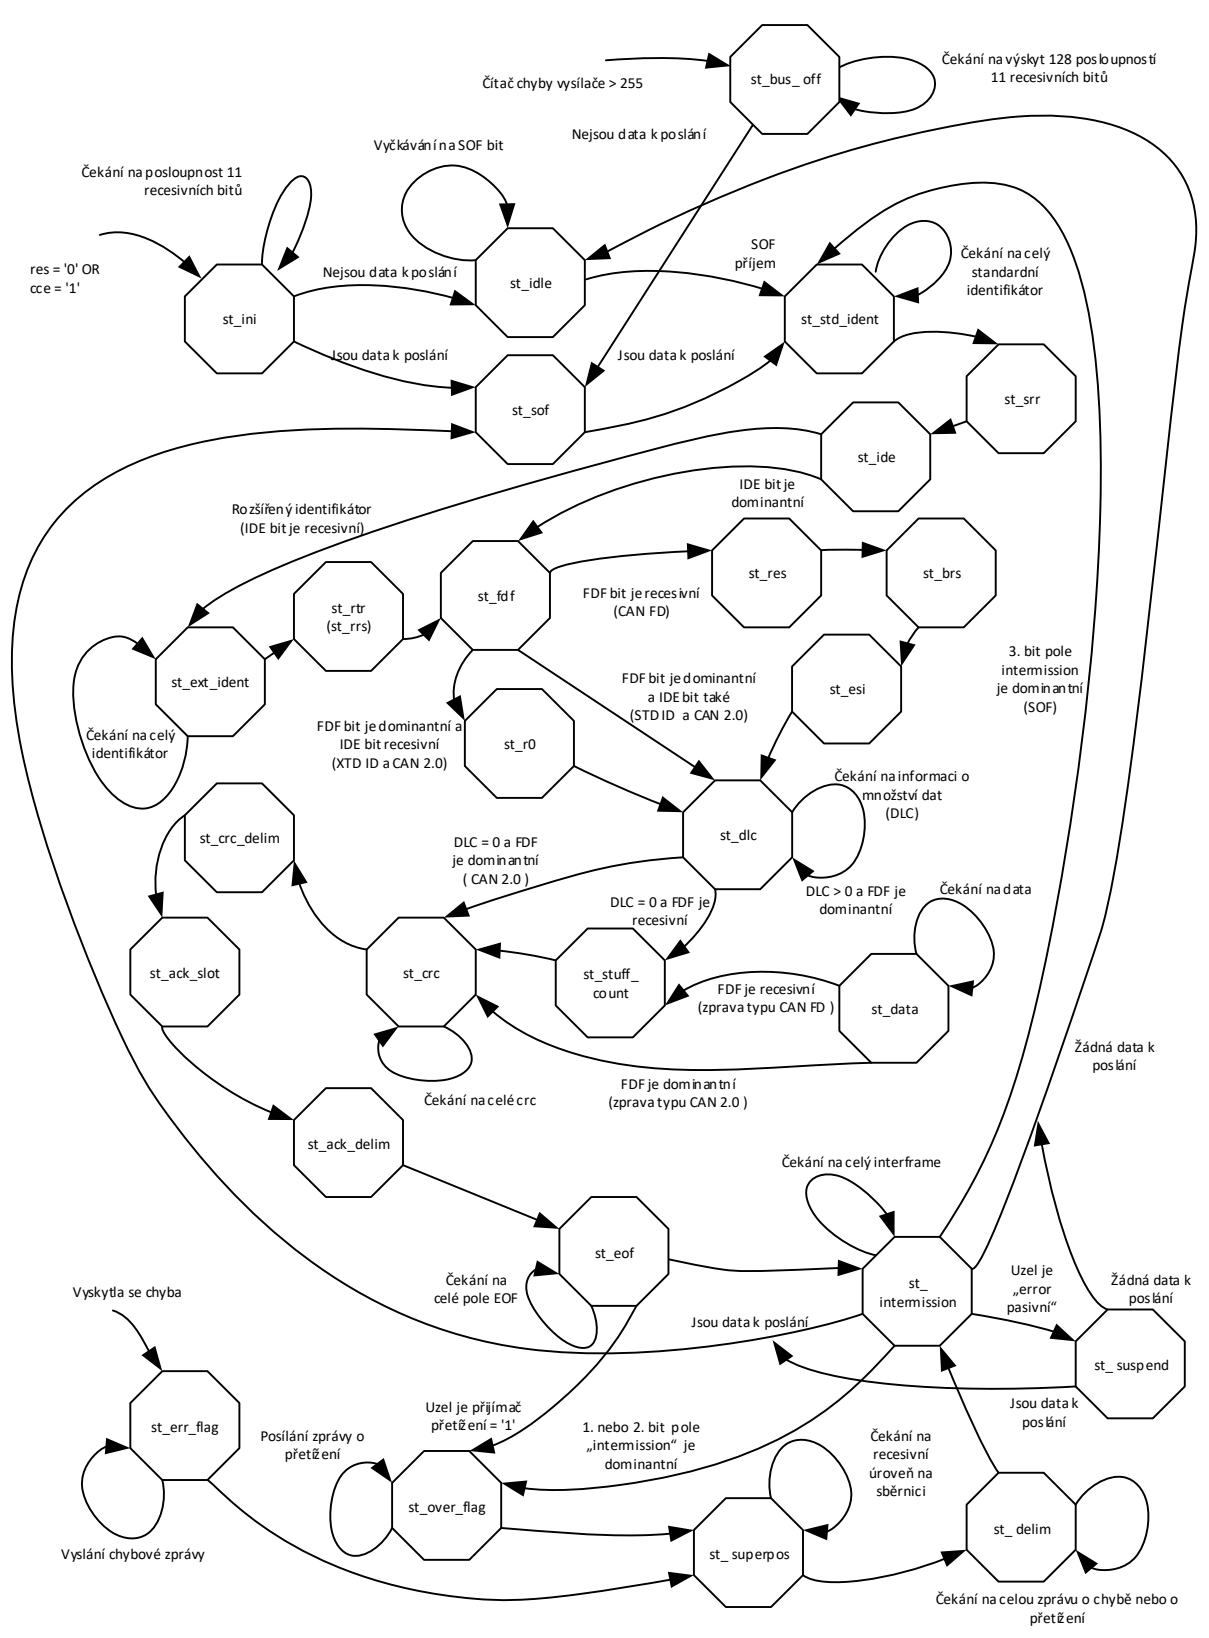 st_bus_off
Čekání na výskyt 128 posloupností
11 recesivních bitů
Čítač chyby vysílače > 255
Nejsou data k poslání
Vyčkávání na SOF bit
Čekání na posloupnost 11
recesivních bitů
res = '0' OR
cce = '1'
st_ini
Nejsou data k poslání
Jsou data k poslání
st_idle
SOF
příjem
Čekání na celý
standardní
identifikátor
st_std_ident
Jsou data k poslání
st_sof
st_srr
st_ide
IDE bit je
dominantní
Rozšířený identifikátor
(IDE bit je recesivní)
st_rtr
(st_rrs)
st_fdf
FDF bit je recesivní
(CAN FD)
st_res
st_brs
st_ext_ident
Čekání na celý
identifikátor
st_esi
3. bit pole
intermission
je dominantní
(SOF)
FDF bit je dominantní
a IDE bit také
(STD ID a CAN 2.0)
FDF bit je dominantní a
IDE bit recesivní
(XTD ID a CAN 2.0)
st_r0
Čekání na informaci o
množství dat
(DLC)
st_dlc
st_crc_delim
DLC = 0 a FDF
je dominantní
( CAN 2.0 )
DLC = 0 a FDF je
recesivní
DLC > 0 a FDF je
dominantní
Čekání na data
st_ack_slot
st_crc
st_stuff_
count
FDF je recesivní
(zprava typu CAN FD )
st_data
Čekání na celé crc
FDF je dominantní
(zprava typu CAN 2.0 )
Žádná data k
poslání
st_ack_delim
Čekání na celý interframe
st_eof
Čekání na
celé pole EOF
st_
intermission
Uzel je
„error
pasivní“
Žádná data k
poslání
Vyskytla se chyba
Jsou data k poslání
st_suspend
Jsou data k
poslání
st_err_flag
Uzel je přijímač
přetížení = '1'
Posílání zprávy o
přetížení
1. nebo 2. bit pole
„intermission“ je
dominantní
Čekání na
recesivní
úroveň na
sběrnici
st_over_flag
st_superpos
st_delim
Vyslání chybové zprávy
Čekání na celou zprávu o chybě nebo o
přetížení